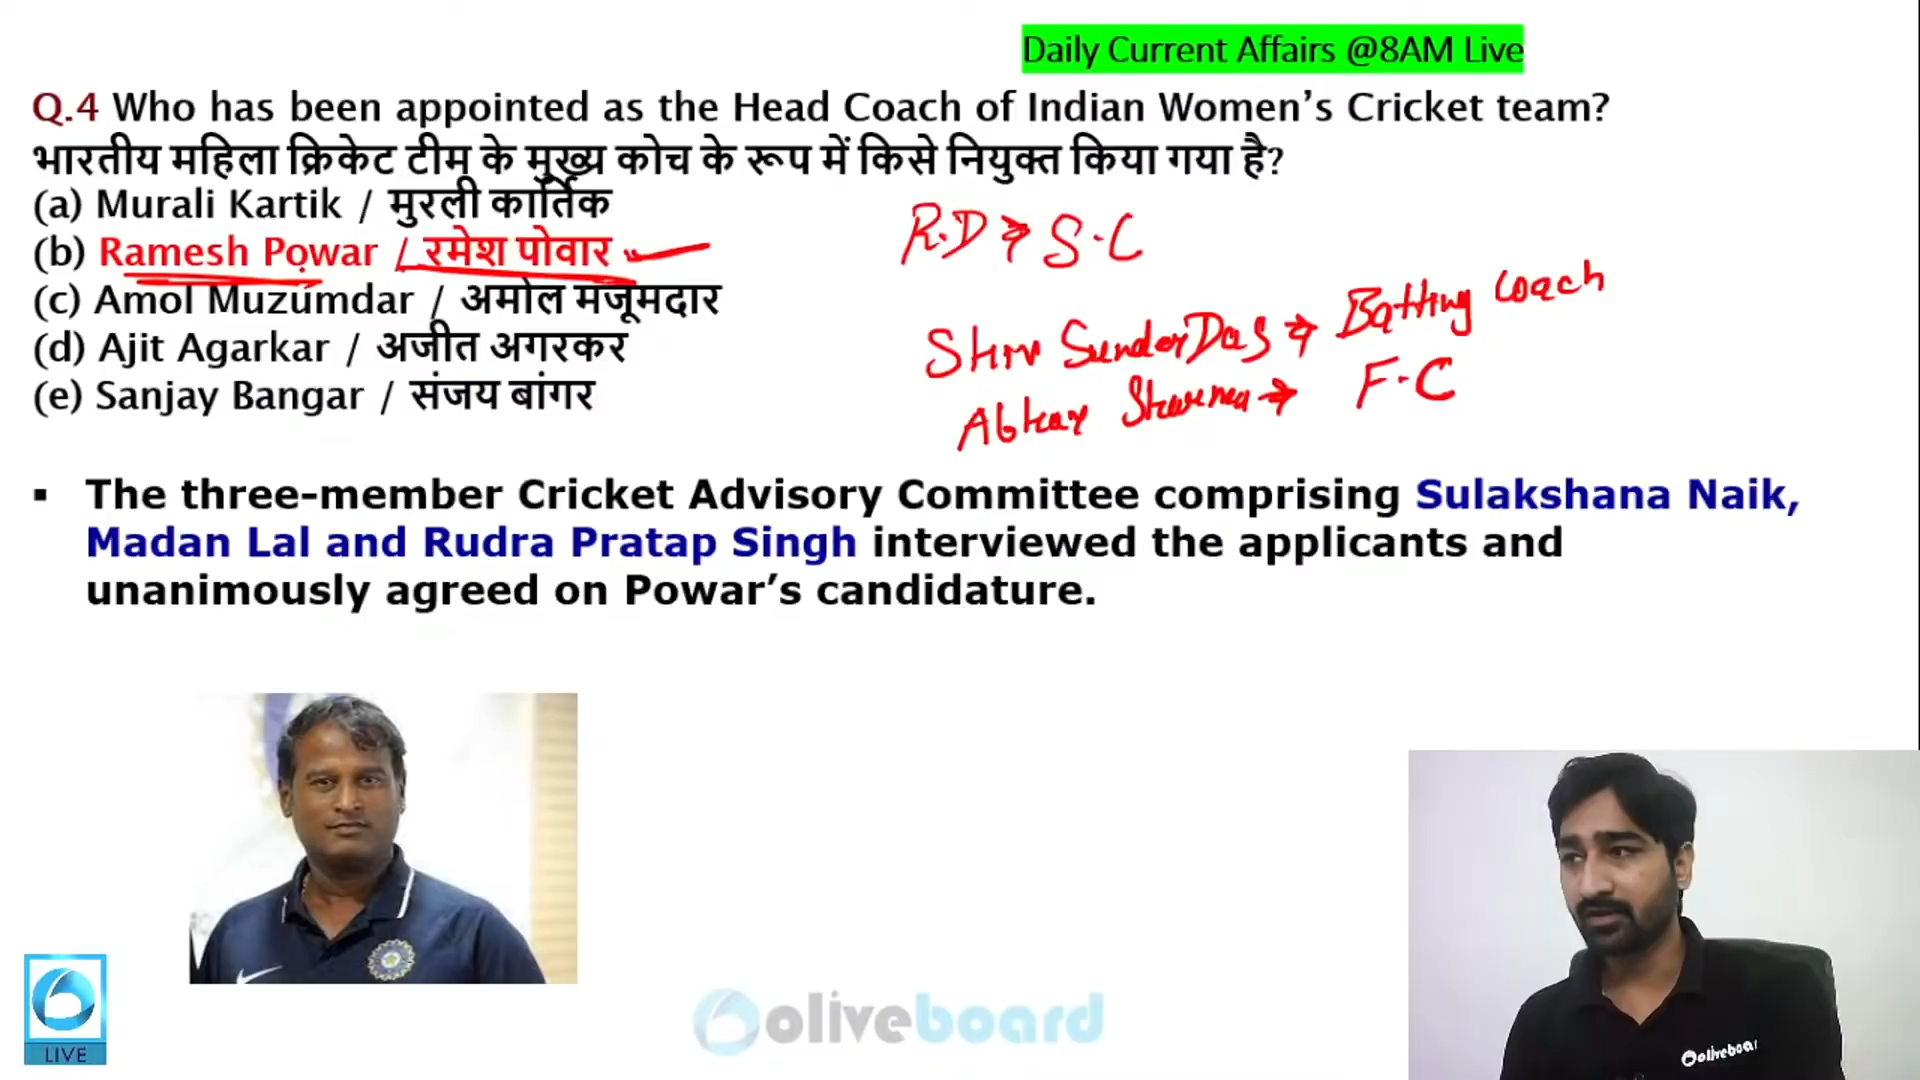 Daily Current Affairs @8AM Live
Q.4 Who has been appointed as the Head Coach of Indian Women's Cricket team?
भारतीय महिला क्रिकेट टीम के मुख्य कोच के रूप में किसे नियुक्त किया गया है?
(a) Murali Kartik / मुरली कार्तिक
(b) Ramesh Powar / रमेश पोवार
(c) Amol Muzumdar / अमोल मजूमदार
(d) Ajit Agarkar / अजीत अगरकर
(e) Sanjay Bangar / संजय बांगर
R.D → S.C
Shiv Sunder Das → Batting Coach
Abhay Sharma → F.C
▪ The three-member Cricket Advisory Committee comprising Sulakshana Naik,
Madan Lal and Rudra Pratap Singh interviewed the applicants and
unanimously agreed on Powar's candidature.
LIVE
oliveboard
oliveboar